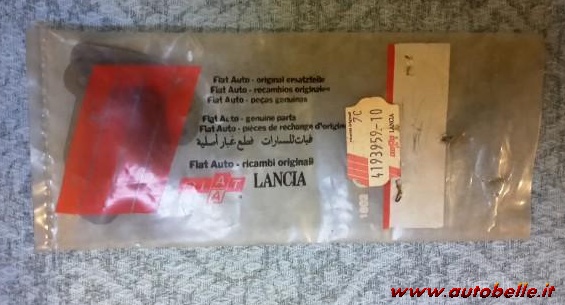 Fiat Auto - original ersatzteile
Fiat Auto - recambios originales
Fiat Auto - peças genuinas
Fiat Auto - genuine parts
Fiat Auto - pièces de rechange d'origin
فيات للسيارات قطع غيار أصلية
Fiat Auto - ricambi originali
FIAT
LANCIA
4193959-10
www.autobelle.it